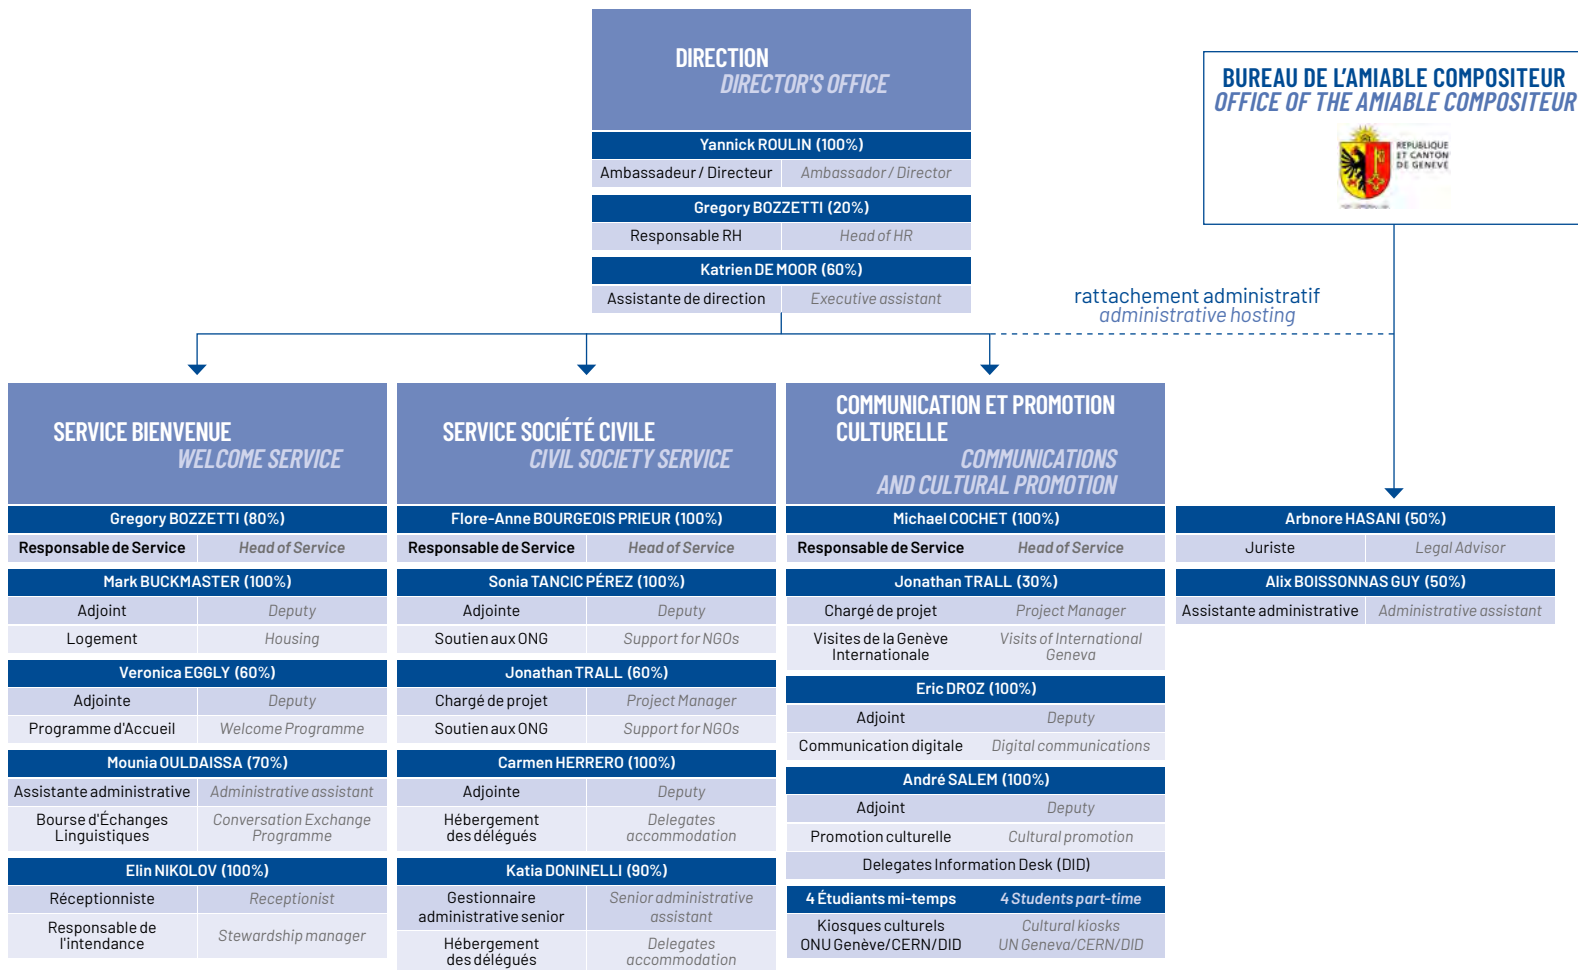 DIRECTION
DIRECTOR'S OFFICE
Yannick ROULIN (100%)
Ambassadeur / Directeur
Ambassador / Director
Gregory BOZZETTI (20%)
Responsable RH
Head of HR
Katrien DE MOOR (60%)
Assistante de direction
Executive assistant
BUREAU DE L'AMIABLE COMPOSITEUR
OFFICE OF THE AMIABLE COMPOSITEUR
REPUBLIQUE
ET CANTON
DE GENEVE
rattachement administratif
administrative hosting
SERVICE BIENVENUE
WELCOME SERVICE
Gregory BOZZETTI (80%)
Responsable de Service
Head of Service
Mark BUCKMASTER (100%)
Adjoint
Deputy
Logement
Housing
Veronica EGGLY (60%)
Adjointe
Deputy
Programme d'Accueil
Welcome Programme
Mounia OULDAISSA (70%)
Assistante administrative
Administrative assistant
Bourse d'Échanges
Linguistiques
Conversation Exchange
Programme
Elin NIKOLOV (100%)
Réceptionniste
Receptionist
Responsable de
l'intendance
Stewardship manager
SERVICE SOCIÉTÉ CIVILE
CIVIL SOCIETY SERVICE
Flore-Anne BOURGEOIS PRIEUR (100%)
Responsable de Service
Head of Service
Sonia TANCIC PÉREZ (100%)
Adjointe
Deputy
Soutien aux ONG
Support for NGOs
Jonathan TRALL (60%)
Chargé de projet
Project Manager
Soutien aux ONG
Support for NGOs
Carmen HERRERO (100%)
Adjointe
Deputy
Hébergement
des délégués
Delegates
accommodation
Katia DONINELLI (90%)
Gestionnaire
administrative senior
Senior administrative
assistant
Hébergement
des délégués
Delegates
accommodation
COMMUNICATION ET PROMOTION
CULTURELLE
COMMUNICATIONS
AND CULTURAL PROMOTION
Michael COCHET (100%)
Responsable de Service
Head of Service
Jonathan TRALL (30%)
Chargé de projet
Project Manager
Visites de la Genève
Internationale
Visits of International
Geneva
Eric DROZ (100%)
Adjoint
Deputy
Communication digitale
Digital communications
André SALEM (100%)
Adjoint
Deputy
Promotion culturelle
Cultural promotion
Delegates Information Desk (DID)
4 Étudiants mi-temps
4 Students part-time
Kiosques culturels
ONU Genève/CERN/DID
Cultural kiosks
UN Geneva/CERN/DID
Arbnore HASANI (50%)
Juriste
Legal Advisor
Alix BOISSONNAS GUY (50%)
Assistante administrative
Administrative assistant